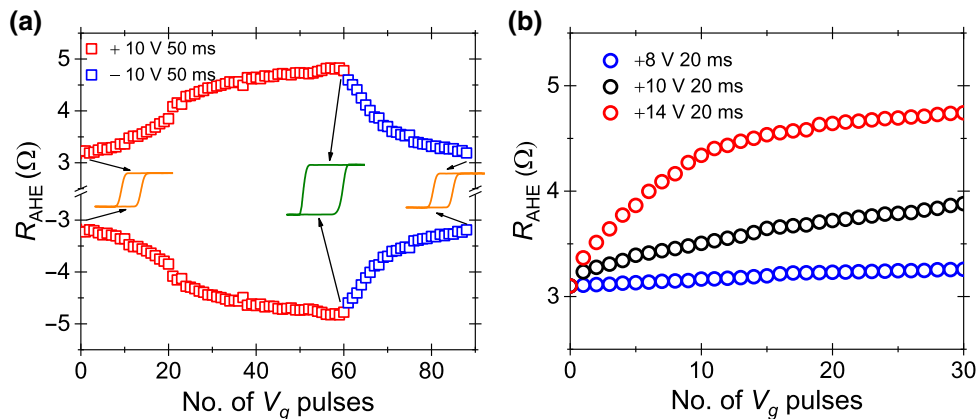 (a)
+ 10 V 50 ms
− 10 V 50 ms
R_AHE (Ω)
5
4
3
−3
−4
−5
0 20 40 60 80
No. of V_g pulses
(b)
+8 V 20 ms
+10 V 20 ms
+14 V 20 ms
R_AHE (Ω)
5
4
3
0 10 20 30
No. of V_g pulses